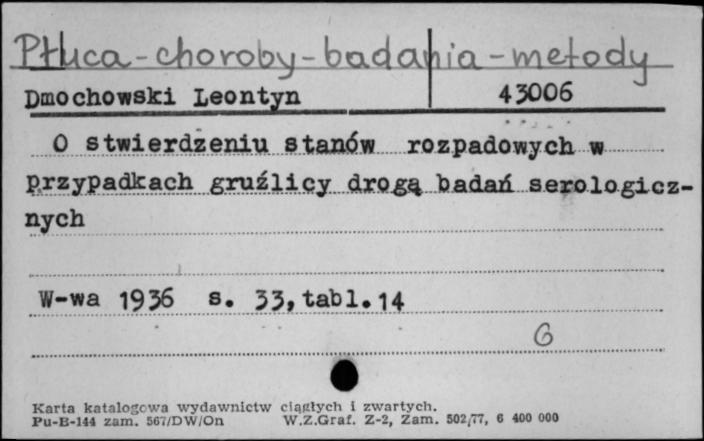 Płuca - choroby - badania - metody
Dmochowski Leontyn 43006
O stwierdzeniu stanów rozpadowych w
przypadkach gruźlicy drogą badań serologicz-
nych
W-wa 1936 s. 33, tabl. 14
G
Karta katalogowa wydawnictw ciągłych i zwartych.
Pu-B-144 zam. 567/DW/On W.Z.Graf. Z-2, Zam. 502/77, 6 400 000